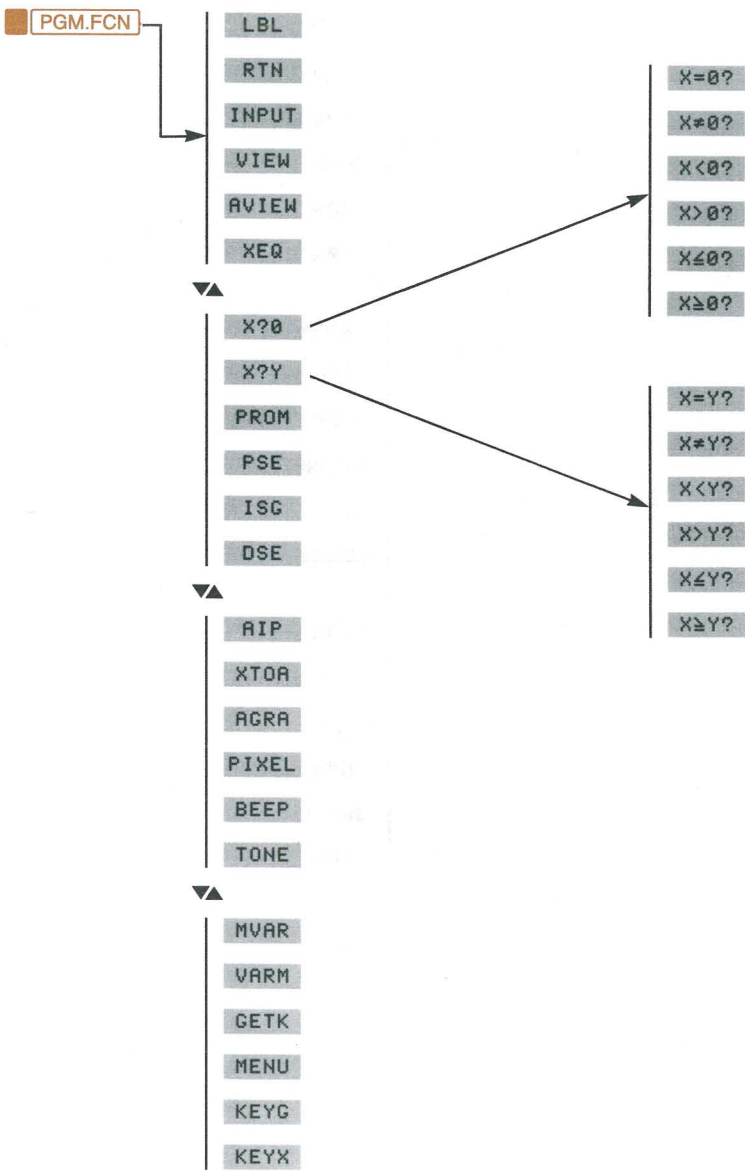 PGM.FCN
LBL
RTN
INPUT
VIEW
AVIEW
XEQ
▼▲
X?0
X?Y
PROM
PSE
ISG
DSE
▼▲
AIP
XTOA
AGRA
PIXEL
BEEP
TONE
▼▲
MVAR
VARM
GETK
MENU
KEYG
KEYX
X=0?
X≠0?
X<0?
X>0?
X≤0?
X≥0?
X=Y?
X≠Y?
X<Y?
X>Y?
X≤Y?
X≥Y?